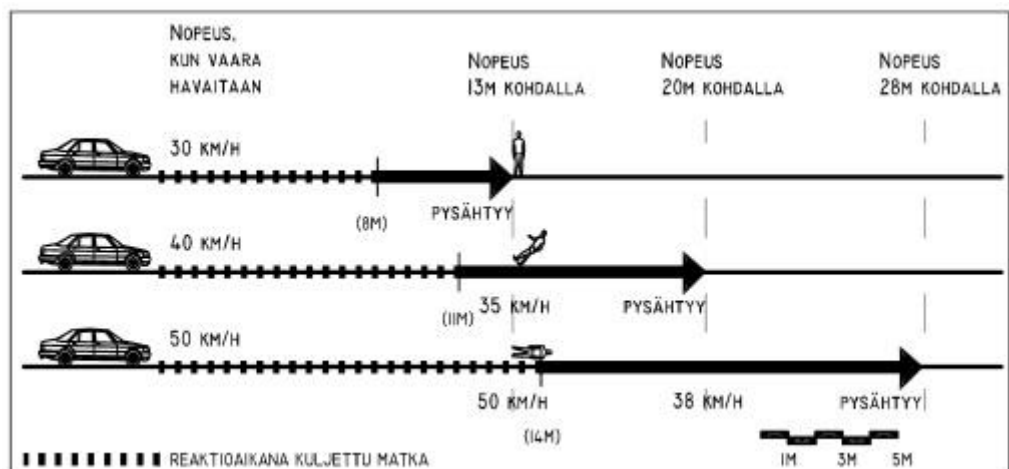 NOPEUS,
KUN VAARA
HAVAITAAN
NOPEUS
13M KOHDALLA
NOPEUS
20M KOHDALLA
NOPEUS
28M KOHDALLA
30 KM/H
(8M)
PYSÄHTYY
40 KM/H
(11M)
35 KM/H
PYSÄHTYY
50 KM/H
50 KM/H
(14M)
38 KM/H
PYSÄHTYY
REAKTIOAIKANA KULJETTU MATKA
1M 3M 5M